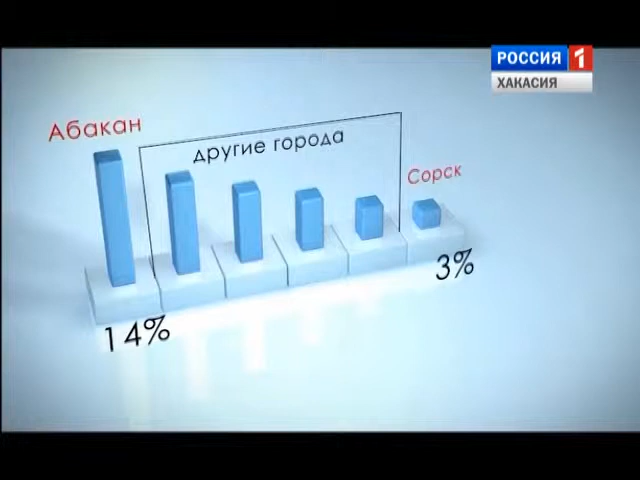 РОССИЯ 1
ХАКАСИЯ
Абакан
другие города
Сорск
3%
14%